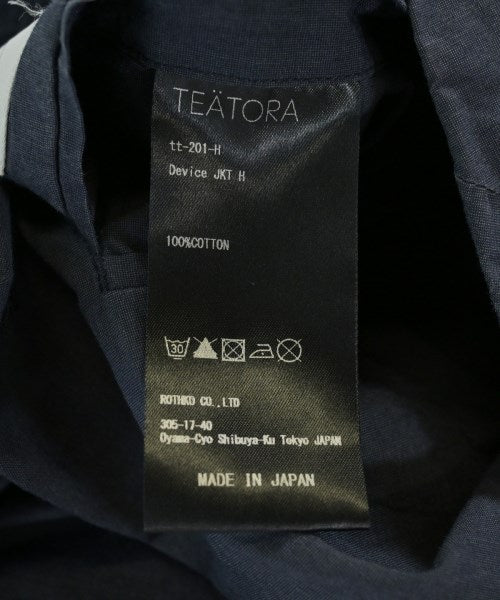 TEÄTORA
tt-201-H
Device JKT H
100%COTTON
30
ROTHKO CO.,LTD
305-17-40
Oyama-Cyo Shibuya-Ku Tokyo JAPAN
MADE IN JAPAN